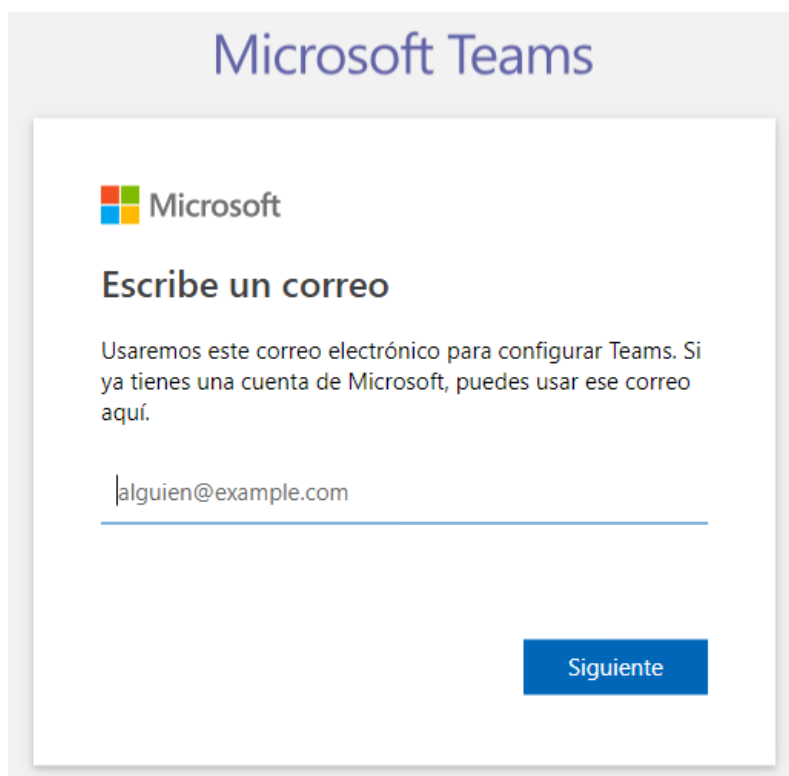 Microsoft Teams
Microsoft
Escribe un correo
Usaremos este correo electrónico para configurar Teams. Si
ya tienes una cuenta de Microsoft, puedes usar ese correo
aquí.
alguien@example.com
Siguiente